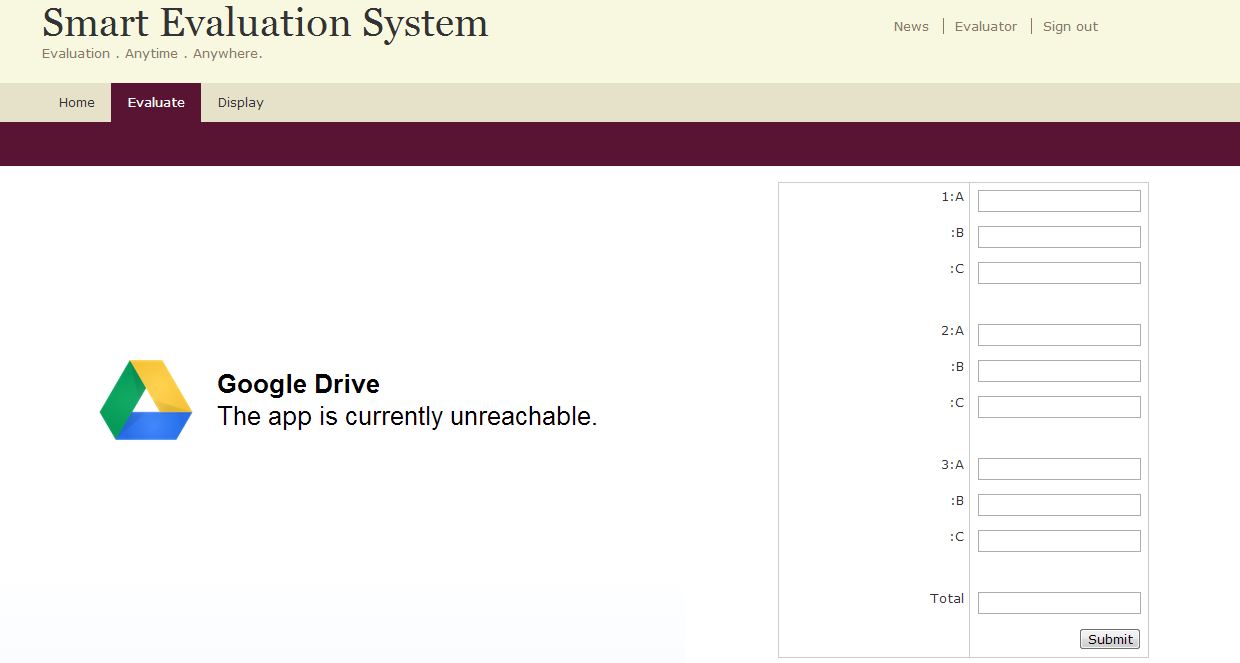 Smart Evaluation System
Evaluation . Anytime . Anywhere.
News Evaluator Sign out
Home Evaluate Display
Google Drive
The app is currently unreachable.
1:A
:B
:C
2:A
:B
:C
3:A
:B
:C
Total
Submit